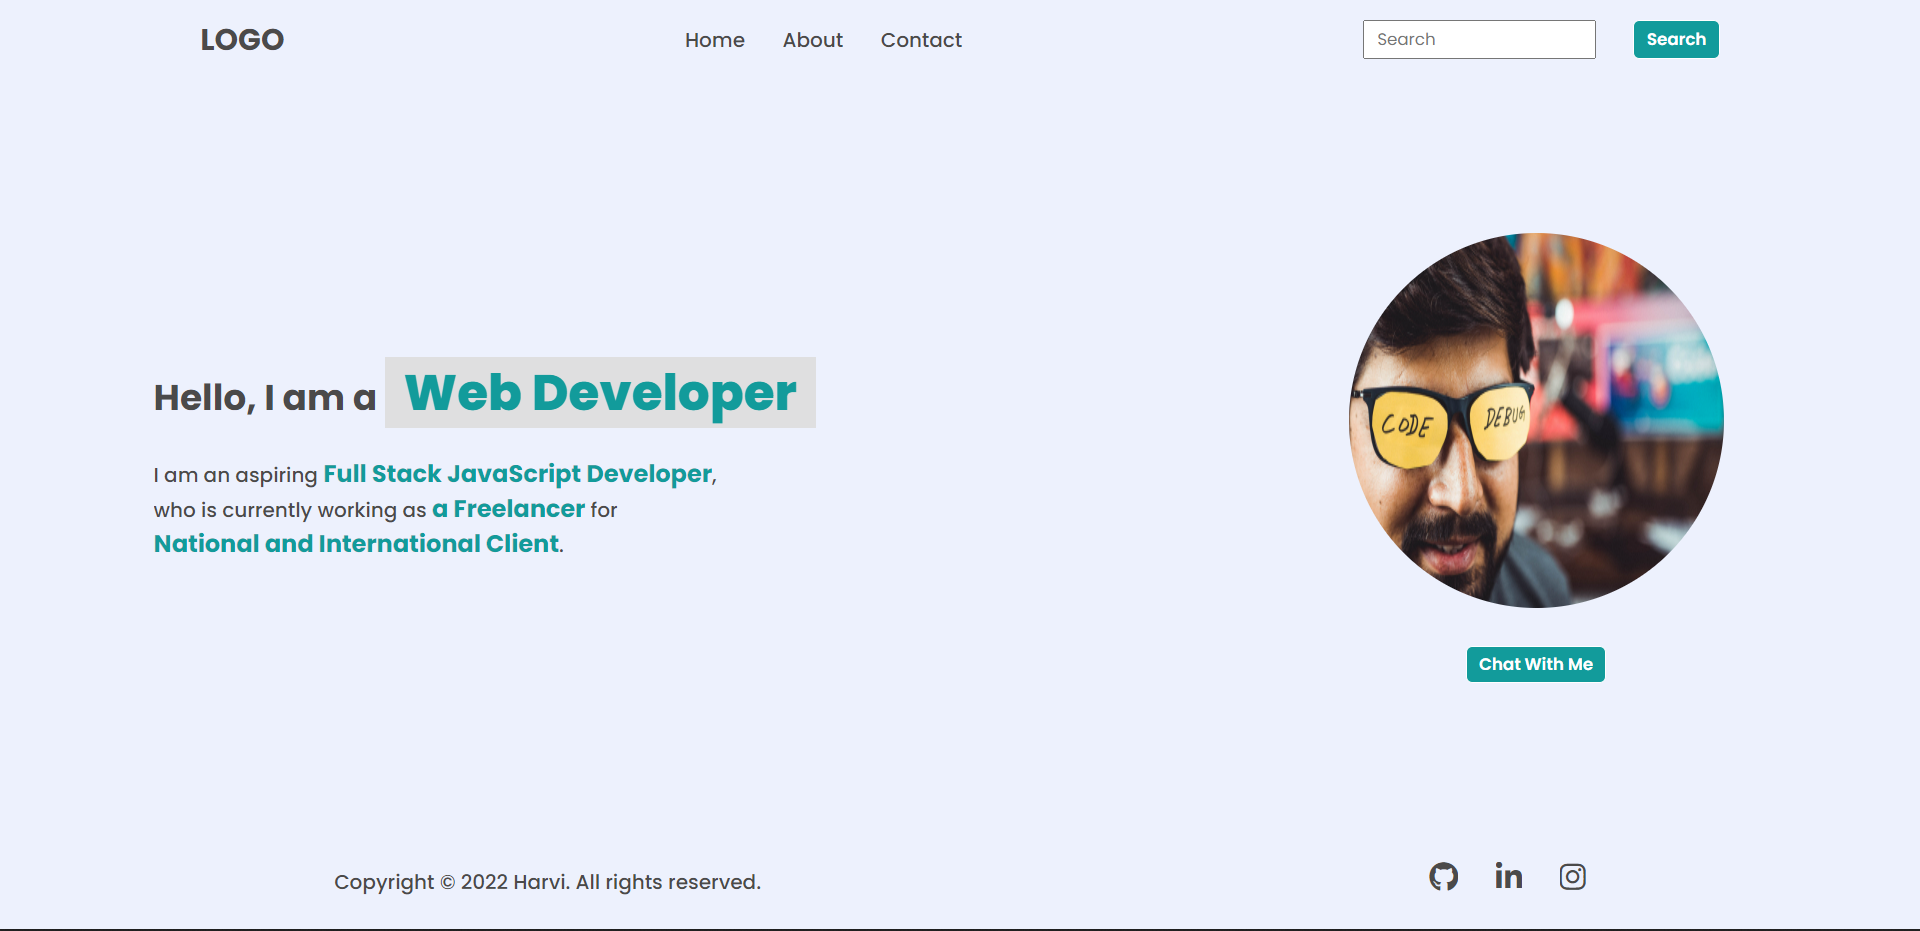 LOGO
Home About Contact
Search
Search
Hello, I am a Web Developer
I am an aspiring Full Stack JavaScript Developer,
who is currently working as a Freelancer for
National and International Client.
CODE DEBUG
Chat With Me
Copyright © 2022 Harvi. All rights reserved.
in